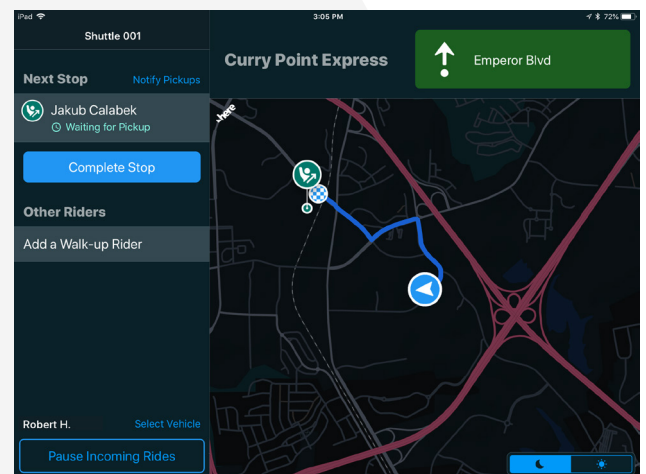 iPad
3:05 PM
72%
Shuttle 001
Next Stop
Notify Pickups
Jakub Calabek
Waiting for Pickup
Complete Stop
Other Riders
Add a Walk-up Rider
Robert H.
Select Vehicle
Pause Incoming Rides
Curry Point Express
Emperor Blvd
here